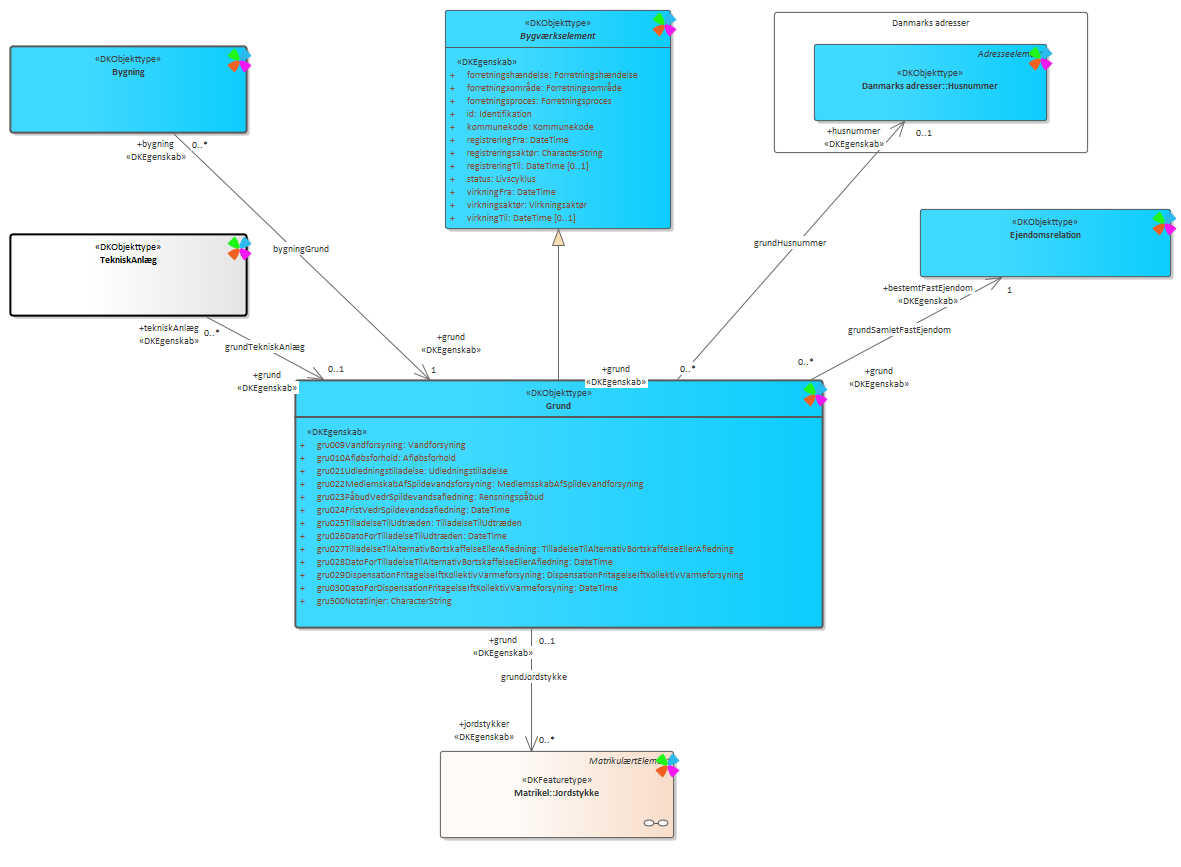 «DKObjekttype»
Bygning
+bygning
«DKEgenskab»
0..*
bygningGrund
«DKObjekttype»
TekniskAnlæg
+tekniskAnlæg
«DKEgenskab»
0..*
grundTekniskAnlæg
+grund
«DKEgenskab»
0..1
+grund
«DKEgenskab»
1
«DKObjekttype»
Bygværkselement
«DKEgenskab»
+ forretningshændelse: Forretningshændelse
+ forretningsområde: Forretningsområde
+ forretningsproces: Forretningsproces
+ id: Identifikation
+ kommunekode: Kommunekode
+ registreringFra: DateTime
+ registreringsaktør: CharacterString
+ registreringTil: DateTime [0..1]
+ status: Livscyklus
+ virkningFra: DateTime
+ virkningsaktør: Virkningsaktør
+ virkningTil: DateTime [0..1]
Danmarks adresser
«DKObjekttype»
Danmarks adresser::Husnummer
+husnummer
«DKEgenskab»
0..1
grundHusnummer
+grund
«DKEgenskab»
0..*
«DKObjekttype»
Ejendomsrelation
+bestemtFastEjendom
«DKEgenskab»
1
grundSamletFastEjendom
0..*
+grund
«DKEgenskab»
«DKObjekttype»
Grund
«DKEgenskab»
+ gru009Vandforsyning: Vandforsyning
+ gru010Afløbsforhold: Afløbsforhold
+ gru021Udledningstilladelse: Udledningstilladelse
+ gru022MedlemskabAfSpildevandsforsyning: MedlemsskabAfSpildevandforsyning
+ gru023PåbudVedrSpildevandsafledning: Rensningspåbud
+ gru024FristVedrSpildevandsafledning: DateTime
+ gru025TilladelseTilUdtræden: TilladelseTilUdtræden
+ gru026DatoForTilladelseTilUdtræden: DateTime
+ gru027TilladelseTilAlternativBortskaffelseEllerAfledning: TilladelseTilAlternativBortskaffelseEllerAfledning
+ gru028DatoForTilladelseTilAlternativBortskaffelseEllerAfledning: DateTime
+ gru029DispensationFritagelseIftKollektivVarmeforsyning: DispensationFritagelseIftKollektivVarmeforsyning
+ gru030DatoForDispensationFritagelseIftKollektivVarmeforsyning: DateTime
+ gru500Notatlinjer: CharacterString
+grund
«DKEgenskab»
0..1
grundJordstykke
+jordstykker
«DKEgenskab»
0..*
«DKFeaturetype»
Matrikel::Jordstykke